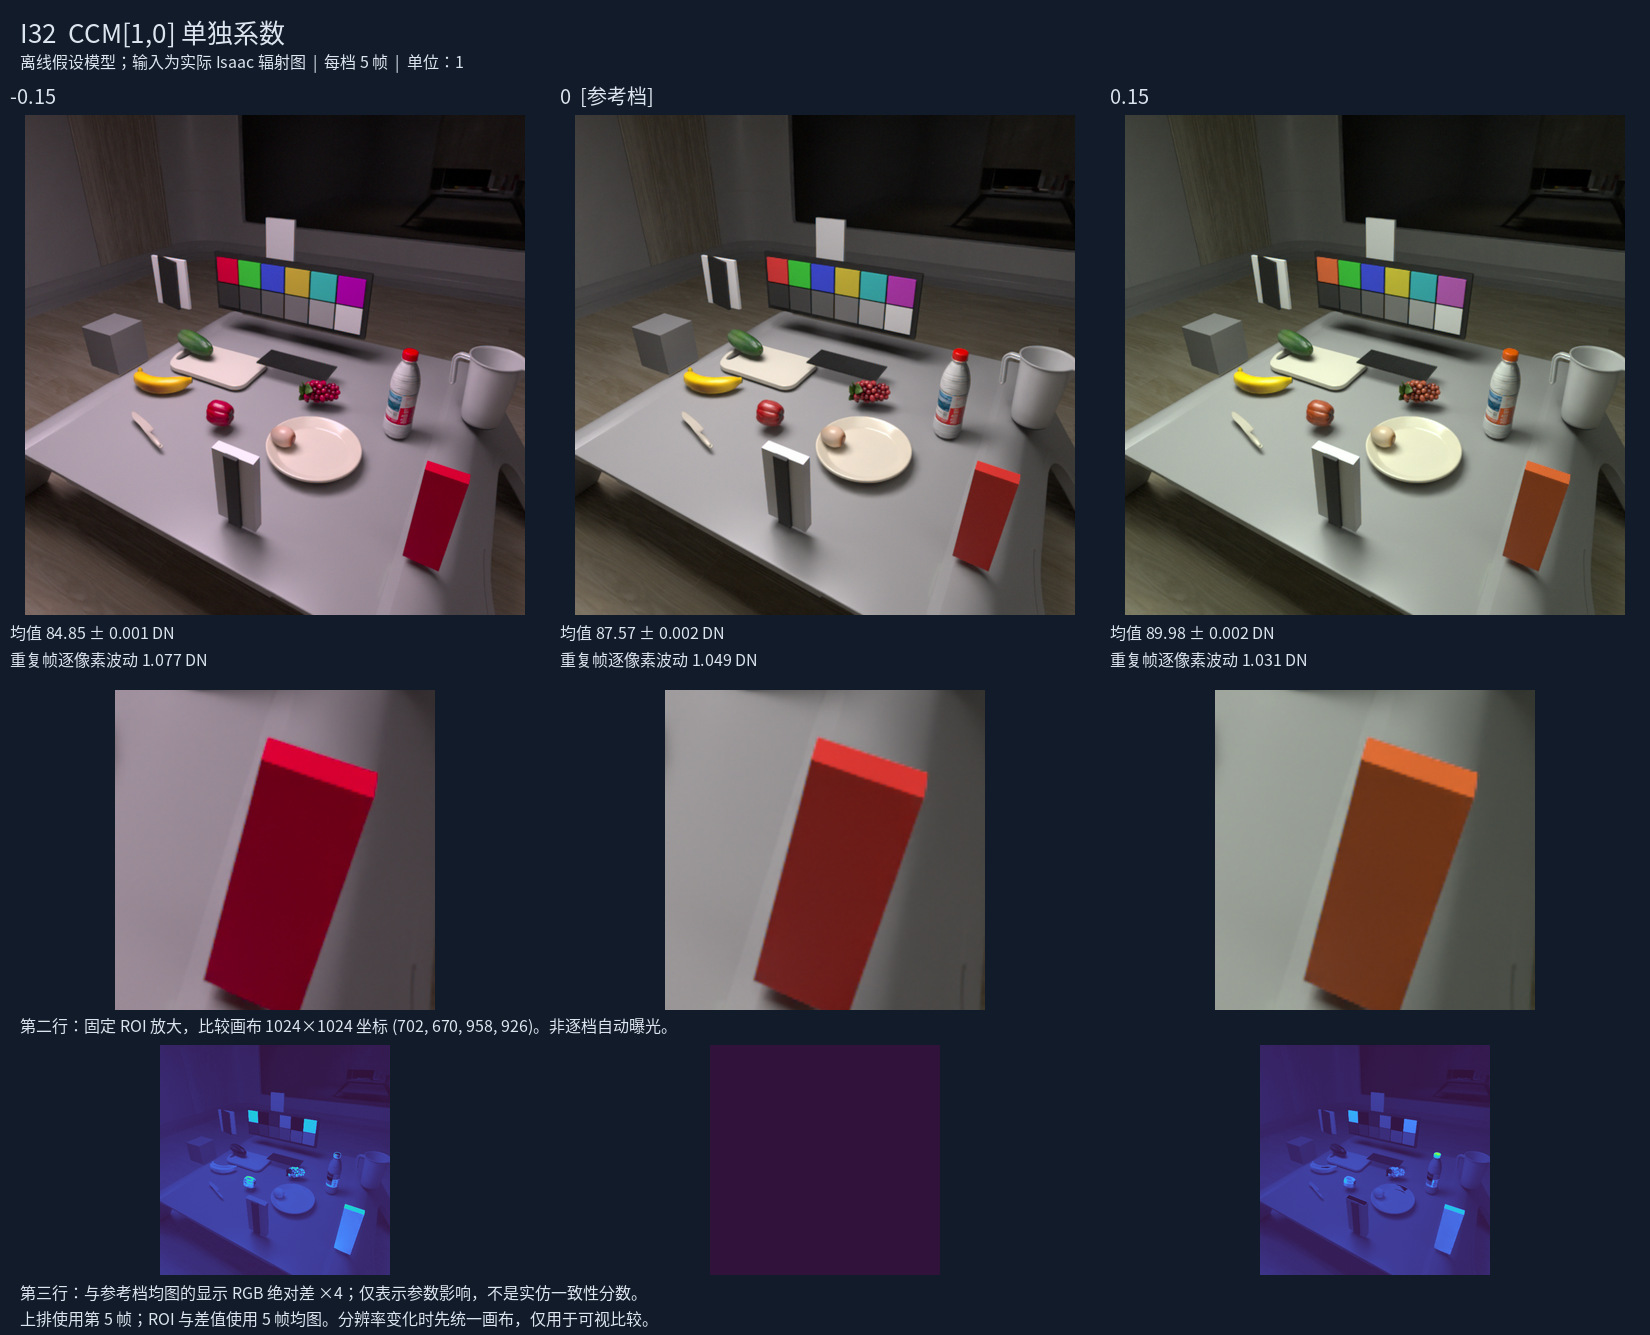 I32 CCM[1,0] 单独系数
离线假设模型；输入为实际 Isaac 辐射图 | 每档 5 帧 | 单位：1
-0.15
0 [参考档]
0.15
均值 84.85 ± 0.001 DN
重复帧逐像素波动 1.077 DN
均值 87.57 ± 0.002 DN
重复帧逐像素波动 1.049 DN
均值 89.98 ± 0.002 DN
重复帧逐像素波动 1.031 DN
第二行：固定 ROI 放大，比较画布 1024×1024 坐标 (702, 670, 958, 926)。非逐档自动曝光。
第三行：与参考档均图的显示 RGB 绝对差 ×4；仅表示参数影响，不是实仿一致性分数。
上排使用第 5 帧；ROI 与差值使用 5 帧均图。分辨率变化时先统一画布，仅用于可视比较。